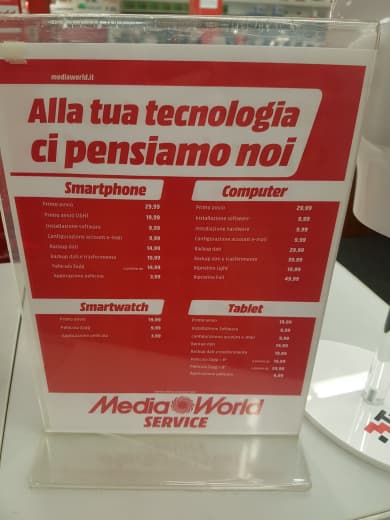 mediaworld.it
Alla tua tecnologia
ci pensiamo noi
Smartphone
Primo avvio 29,99
Primo avvio LIGHT 19,99
Installazione software 9,99
Configurazione account e-mail 9,99
Backup dati 14,99
Backup dati e trasferimento 19,99
Pellicola Zagg 14,99
Applicazione pellicola 3,99
Computer
Primo avvio 29,99
Installazione software 9,99
Installazione hardware 9,99
Configurazione account e-mail 9,99
Backup dati 29,99
Backup dati e trasferimento 39,99
Ripristino Light 19,99
Ripristino Full 49,99
Smartwatch
Primo avvio 19,99
Pellicola Zagg 9,99
Applicazione pellicola 3,99
Tablet
Primo avvio 19,99
Installazione Software 9,99
Configurazione account e-mail 9,99
Backup dati 14,99
Backup dati e trasferimento 19,99
Pellicola Zagg
Pellicola Zagg
Applicazione pellicola
MediaWorld
SERVICE